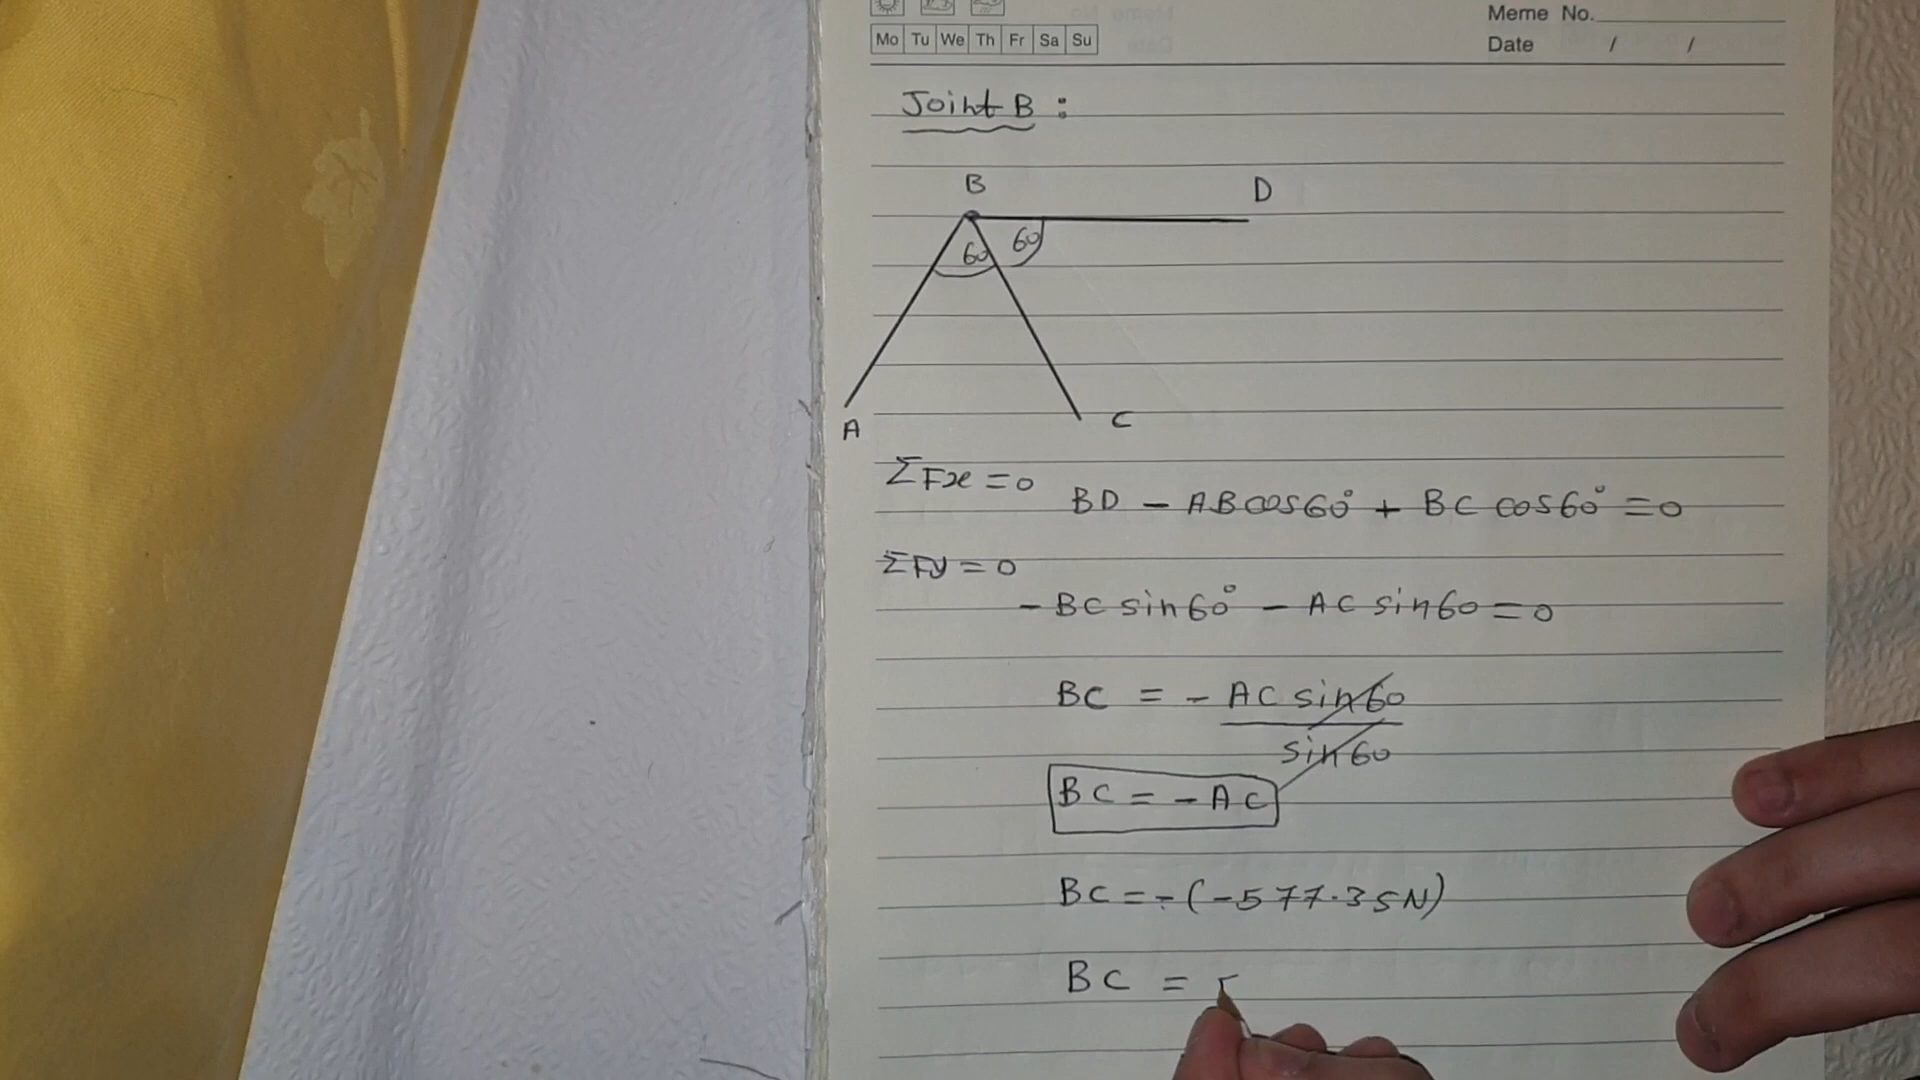 Meme No.
Mo Tu We Th Fr Sa Su
Date / /
Joint B :
B D
60 60
A C
ΣFx = 0 BD - AB cos60° + BC cos60° = 0
ΣFy = 0
- BC sin60° - AC sin60 = 0
BC = - AC sin60
sin60
BC = - AC
BC = - (-577.35N)
BC =